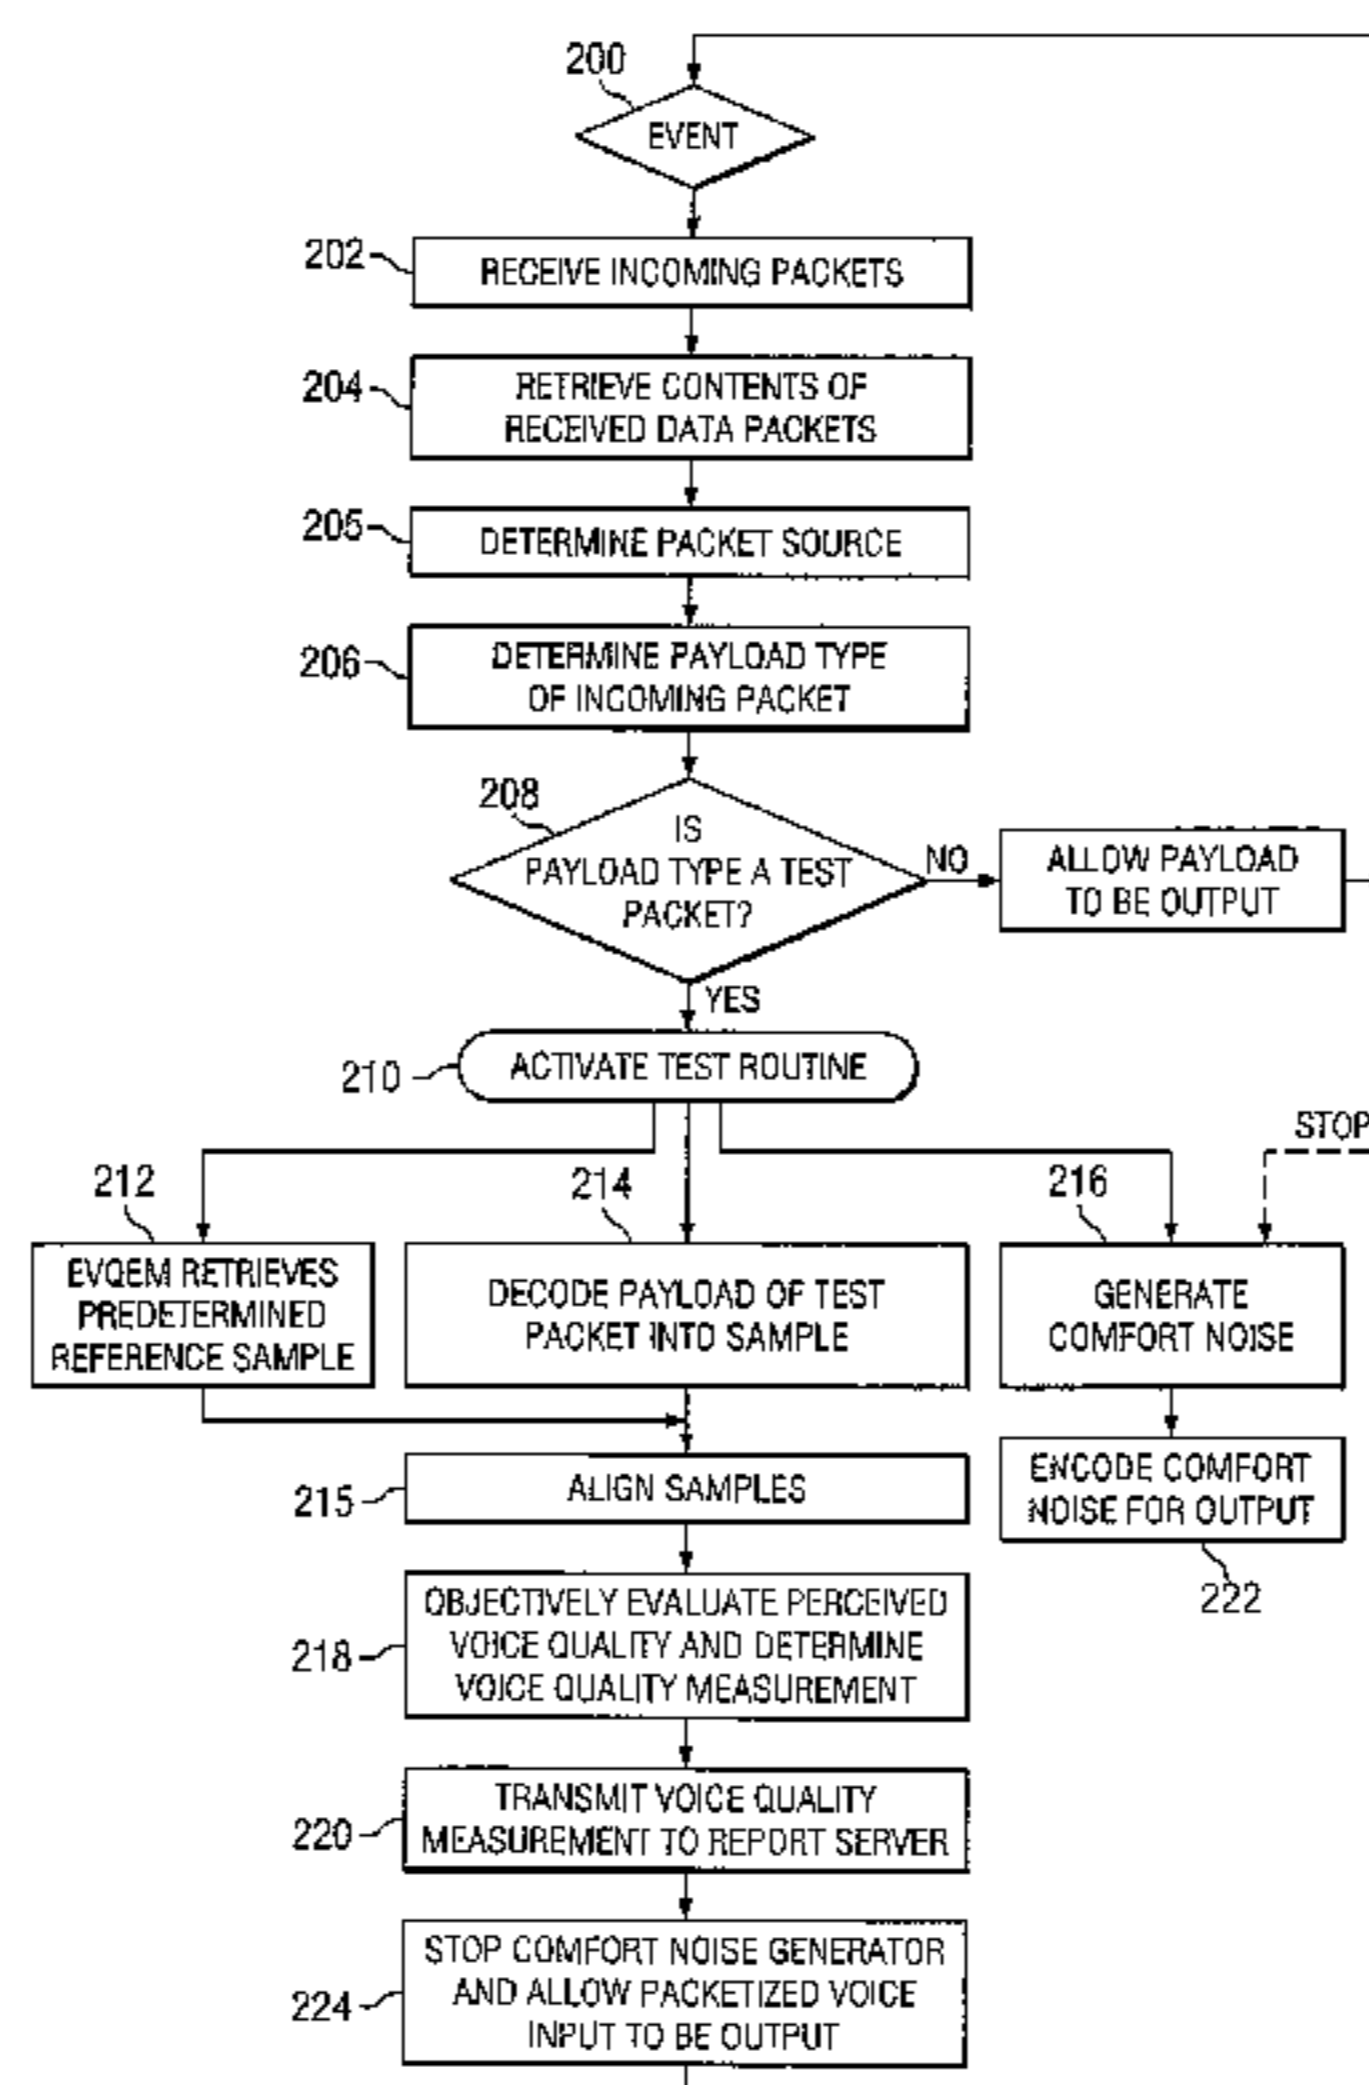 200
EVENT
202
RECEIVE INCOMING PACKETS
204
RETRIEVE CONTENTS OF
RECEIVED DATA PACKETS
205
DETERMINE PACKET SOURCE
206
DETERMINE PAYLOAD TYPE
OF INCOMING PACKET
208
IS
PAYLOAD TYPE A TEST
PACKET?
NO
ALLOW PAYLOAD
TO BE OUTPUT
YES
210
ACTIVATE TEST ROUTINE
STOP
212
EVQEM RETRIEVES
PREDETERMINED
REFERENCE SAMPLE
214
DECODE PAYLOAD OF TEST
PACKET INTO SAMPLE
216
GENERATE
COMFORT NOISE
215
ALIGN SAMPLES
ENCODE COMFORT
NOISE FOR OUTPUT
222
218
OBJECTIVELY EVALUATE PERCEIVED
VOICE QUALITY AND DETERMINE
VOICE QUALITY MEASUREMENT
220
TRANSMIT VOICE QUALITY
MEASUREMENT TO REPORT SERVER
224
STOP COMFORT NOISE GENERATOR
AND ALLOW PACKETIZED VOICE
INPUT TO BE OUTPUT